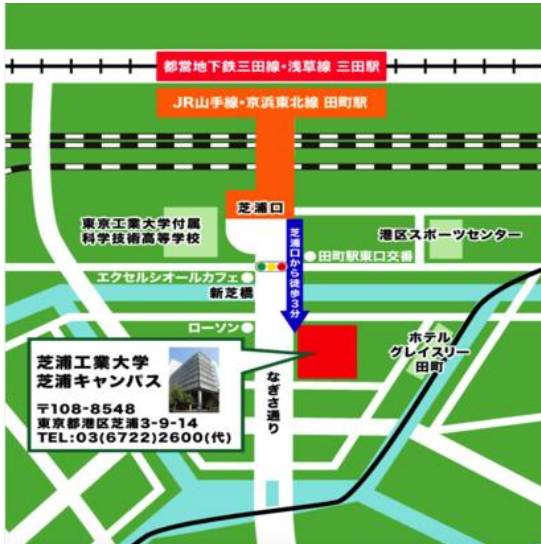 都営地下鉄三田線・浅草線 三田駅
JR山手線・京浜東北線 田町駅
芝浦口
東京工業大学付属
科学技術高等学校
芝浦口から徒歩3分
港区スポーツセンター
田町駅東口交番
エクセルシオールカフェ
新芝橋
ローソン
ホテル
グレイスリー
田町
芝浦工業大学
芝浦キャンパス
〒108-8548
東京都港区芝浦3-9-14
TEL:03(6722)2600(代)
なぎさ通り